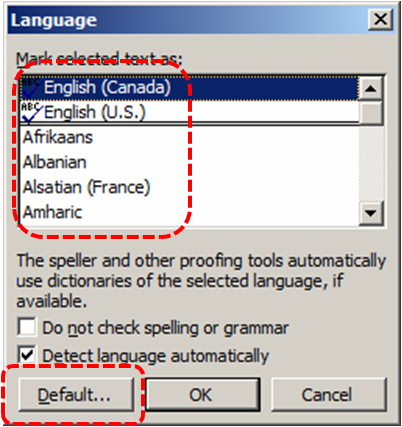 Language
Mark selected text as:
ABC English (Canada)
ABC English (U.S.)
Afrikaans
Albanian
Alsatian (France)
Amharic
The speller and other proofing tools automatically
use dictionaries of the selected language, if
available.
Do not check spelling or grammar
Detect language automatically
Default... OK Cancel